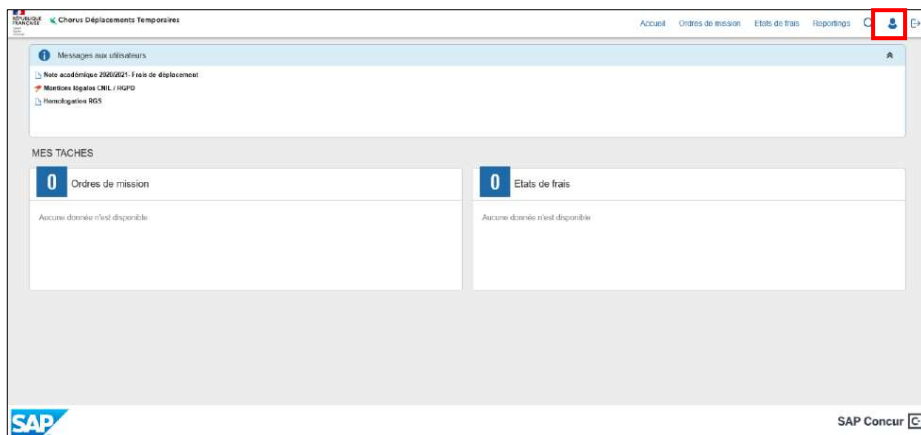 RÉPUBLIQUE
FRANÇAISE
Chorus Déplacements Temporaires
Accueil Ordres de mission Etats de frais Reportings
Messages aux utilisateurs
Note académique 2020/2021- Frais de déplacement
Mentions légales CNIL / RGPD
Homologation RGS
MES TACHES
0 Ordres de mission
0 Etats de frais
Aucune donnée n'est disponible
Aucune donnée n'est disponible
SAP
SAP Concur